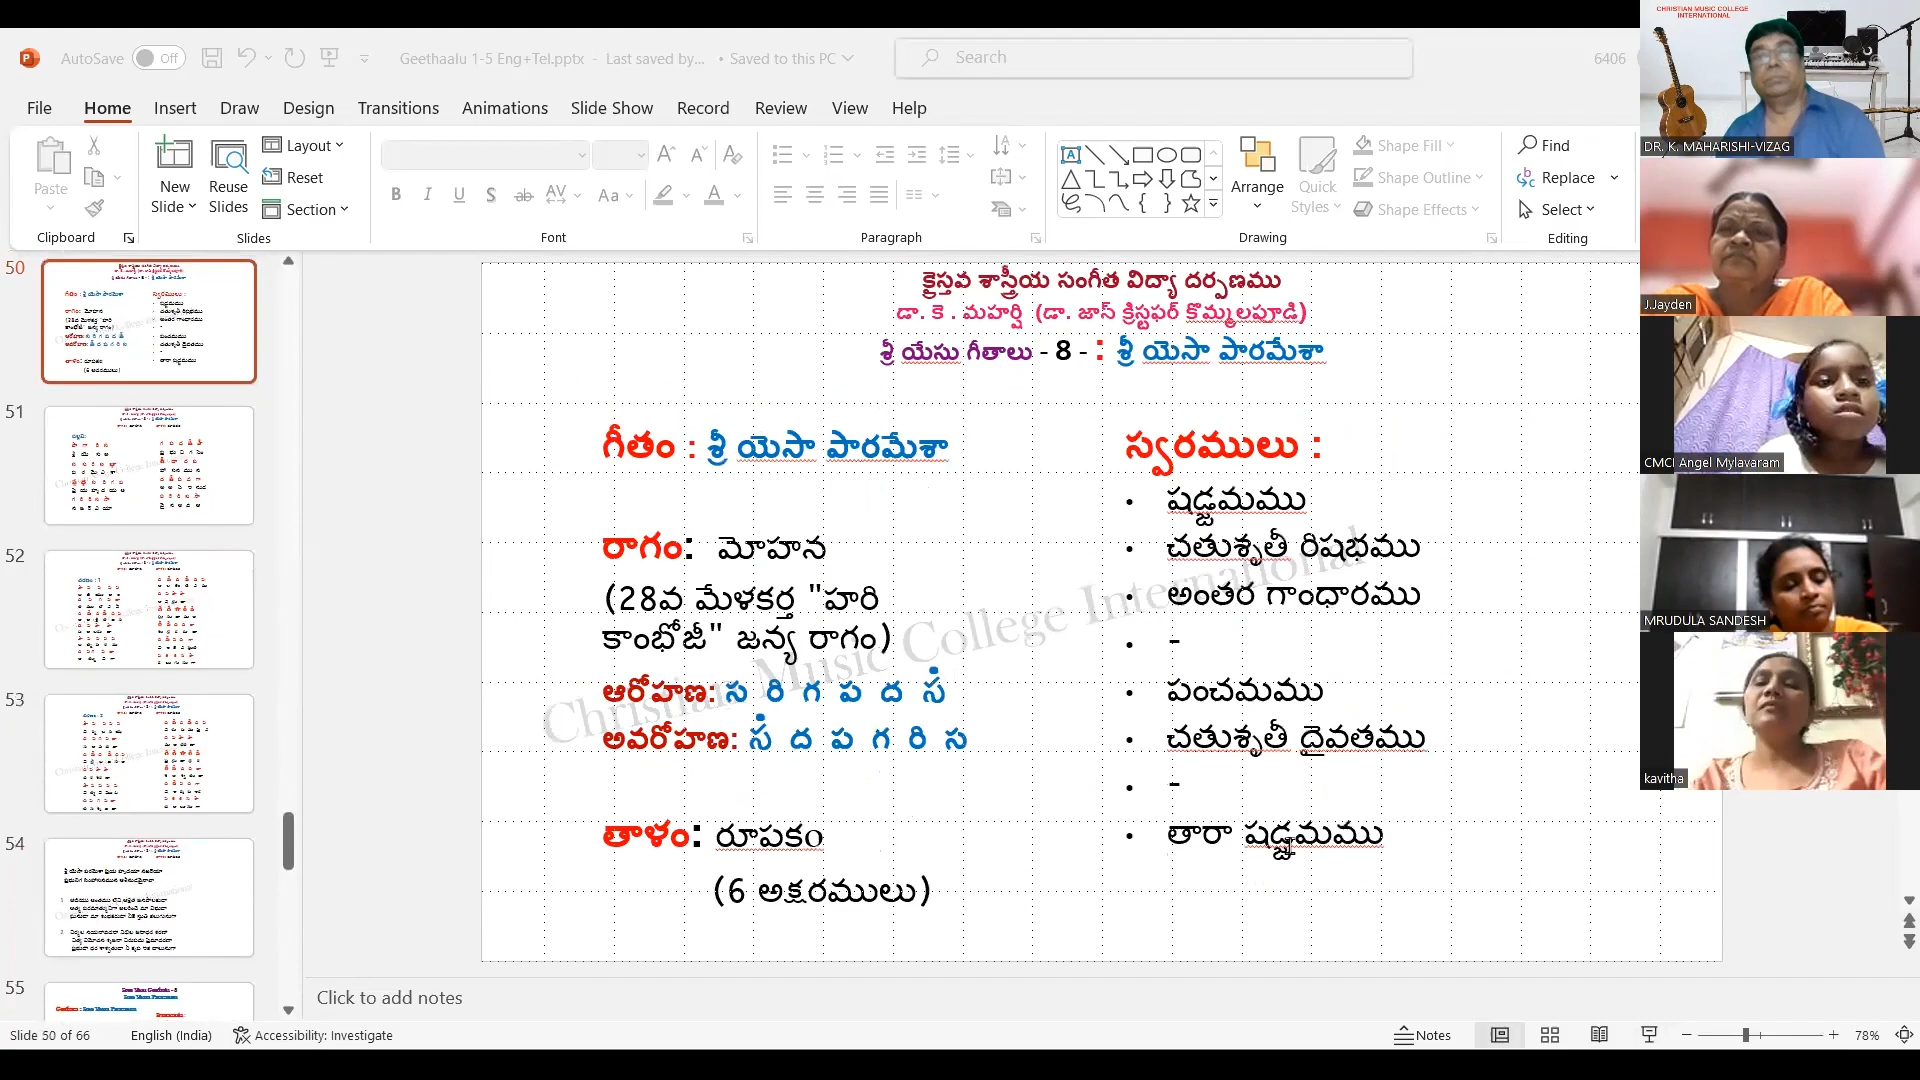 AutoSave Off Geethaalu 1-5 Eng+Tel.pptx - Last saved by... • Saved to this PC Search 6406
File Home Insert Draw Design Transitions Animations Slide Show Record Review View Help
Paste New Slide Reuse Slides Layout Reset Section
Arrange Quick Styles Shape Fill Shape Outline Shape Effects Find Replace Select
Clipboard Slides Font Paragraph Drawing Editing
50
51
52
53
54
55
క్రైస్తవ శాస్త్రీయ సంగీత విద్యా దర్పణము
డా. కె . మహర్షి (డా. జాస్ క్రిస్టఫర్ కొమ్మలపూడి)
శ్రీ యేసు గీతాలు - 8 - : శ్రీ యెసా పారమేశా
గీతం : శ్రీ యెసా పారమేశా
రాగం: మోహన
(28వ మేళకర్త "హరి
కాంభోజీ" జన్య రాగం)
ఆరోహణ: స రి గ ప ద స̇
అవరోహణ: స̇ ద ప గ రి స
తాళం: రూపకం
(6 అక్షరములు)
స్వరములు :
• షడ్జమము
• చతుశృతీ రిషభము
• అంతర గాంధారము
• -
• పంచమము
• చతుశృతీ దైవతము
• -
• తారా షడ్జమము
Christian Music College International
Click to add notes
Slide 50 of 66 English (India) Accessibility: Investigate Notes 78%
CHRISTIAN MUSIC COLLEGE
INTERNATIONAL
DR. K. MAHARISHI-VIZAG
J.Jayden
CMCI Angel Mylavaram
MRUDULA SANDESH
kavitha